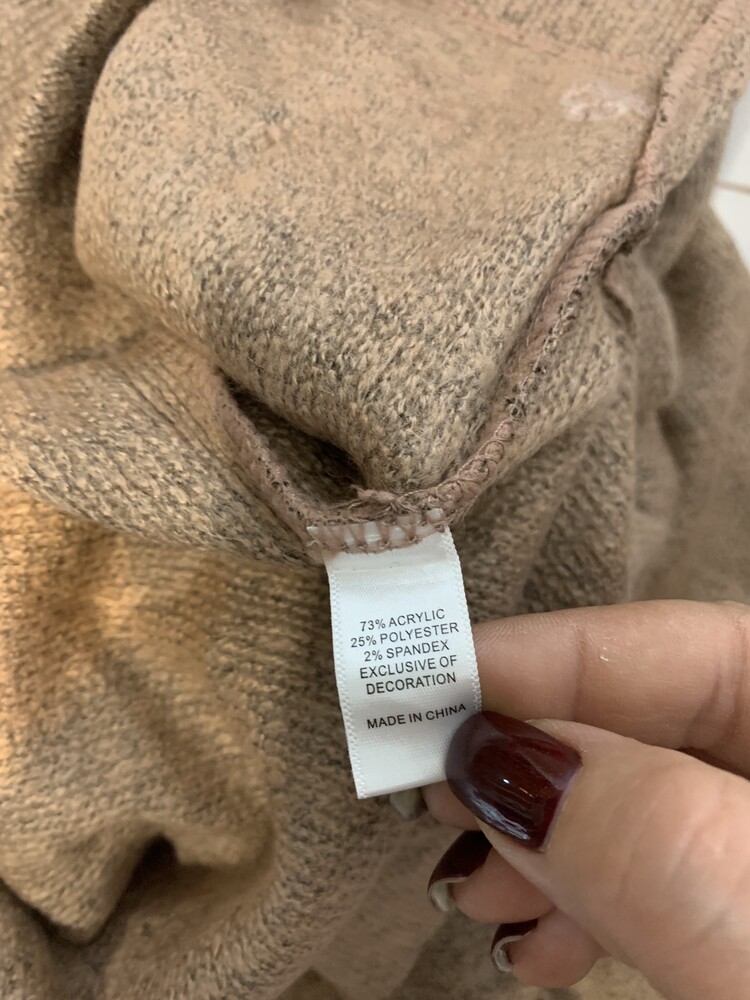 73% ACRYLIC
25% POLYESTER
2% SPANDEX
EXCLUSIVE OF
DECORATION
MADE IN CHINA